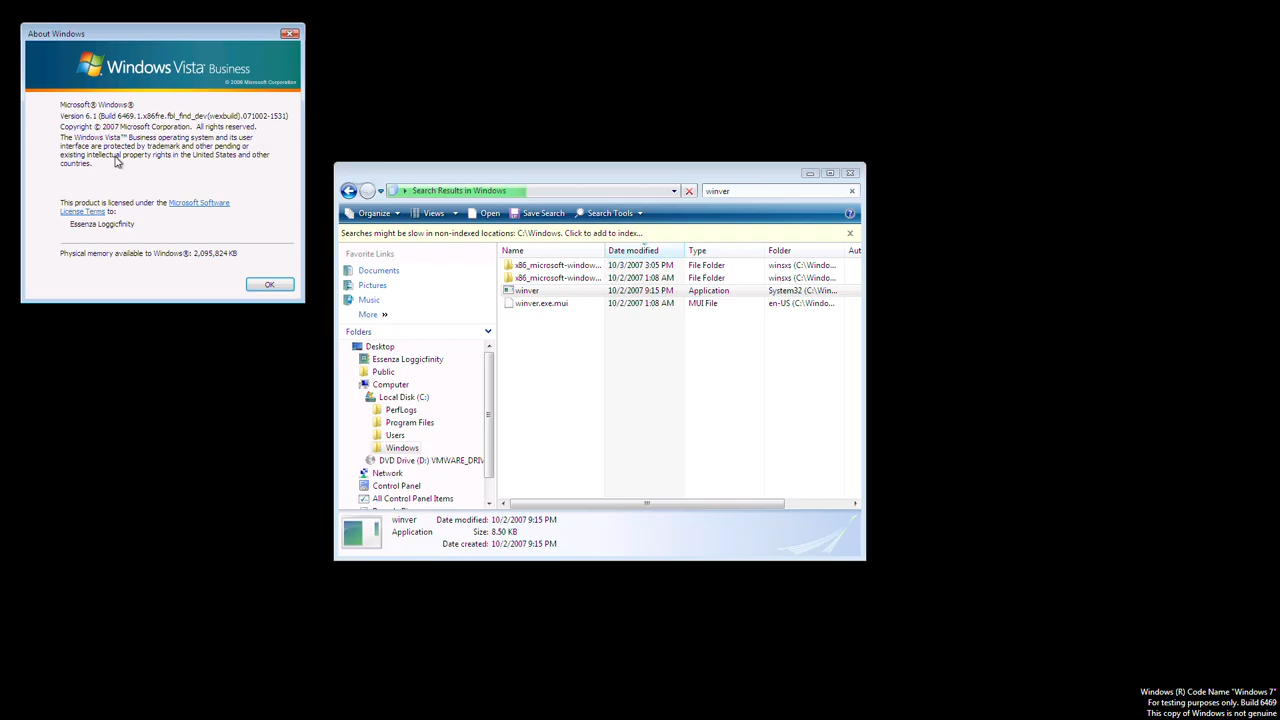 About Windows
Windows Vista™ Business
© 2006 Microsoft Corporation
Microsoft® Windows®
Version 6.1 (Build 6469.1.x86fre.fbl_find_dev(wexbuild).071002-1531)
Copyright © 2007 Microsoft Corporation. All rights reserved.
The Windows Vista™ Business operating system and its user
interface are protected by trademark and other pending or
existing intellectual property rights in the United States and other
countries.
This product is licensed under the Microsoft Software
License Terms to:
Essenza Loggicfinity
Physical memory available to Windows®: 2,095,824 KB
OK
Search Results in Windows
winver
Organize Views Open Save Search Search Tools
Searches might be slow in non-indexed locations: C:\Windows. Click to add to index...
Favorite Links
Documents
Pictures
Music
More »
Folders
Desktop
Essenza Loggicfinity
Public
Computer
Local Disk (C:)
PerfLogs
Program Files
Users
Windows
DVD Drive (D:) VMWARE_DRIV
Network
Control Panel
All Control Panel Items
Name Date modified Type Folder Aut
x86_microsoft-window... 10/3/2007 3:05 PM File Folder winsxs (C:\Windo...
x86_microsoft-window... 10/2/2007 1:08 AM File Folder winsxs (C:\Windo...
winver 10/2/2007 9:15 PM Application System32 (C:\Win...
winver.exe.mui 10/2/2007 1:08 AM MUI File en-US (C:\Windo...
winver Date modified: 10/2/2007 9:15 PM
Application Size: 8.50 KB
Date created: 10/2/2007 9:15 PM
Windows (R) Code Name "Windows 7"
For testing purposes only. Build 6469
This copy of Windows is not genuine